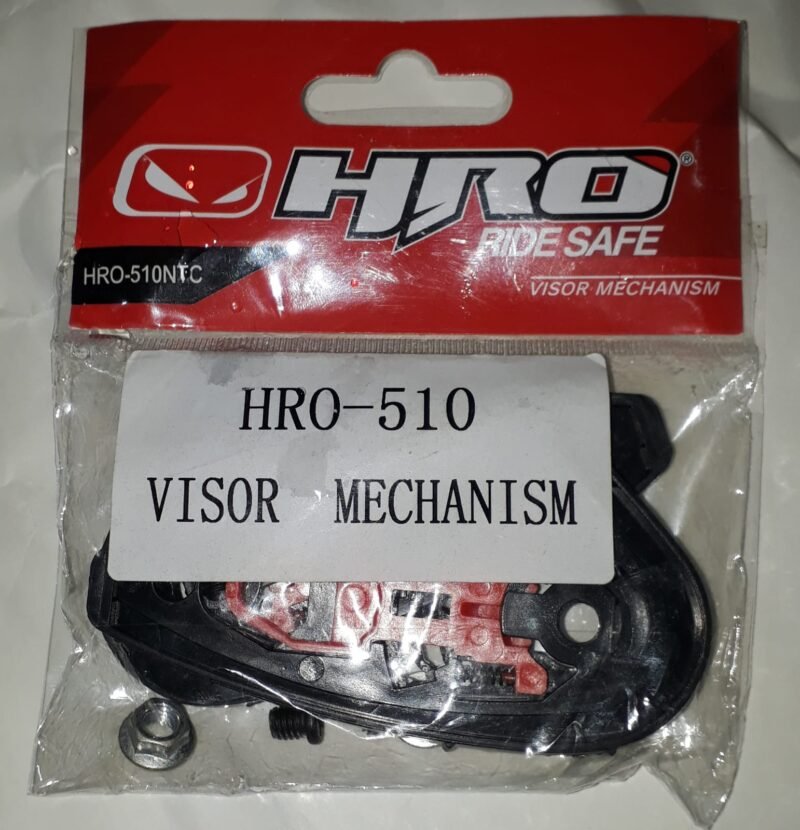 HRO®
RIDE SAFE
HRO-510NTC
VISOR MECHANISM
HRO-510
VISOR MECHANISM